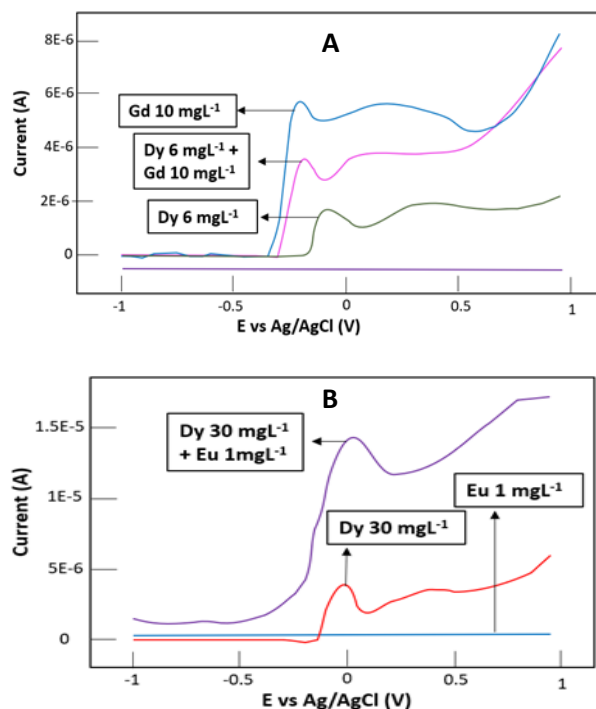 A
8E-6
6E-6
4E-6
2E-6
0
Current (A)
Gd 10 mgL⁻¹
Dy 6 mgL⁻¹ +
Gd 10 mgL⁻¹
Dy 6 mgL⁻¹
-1
-0.5
0
0.5
1
E vs Ag/AgCl (V)
B
1.5E-5
1E-5
5E-6
0
Current (A)
Dy 30 mgL⁻¹
+ Eu 1mgL⁻¹
Eu 1 mgL⁻¹
Dy 30 mgL⁻¹
-1
-0.5
0
0.5
1
E vs Ag/AgCl (V)